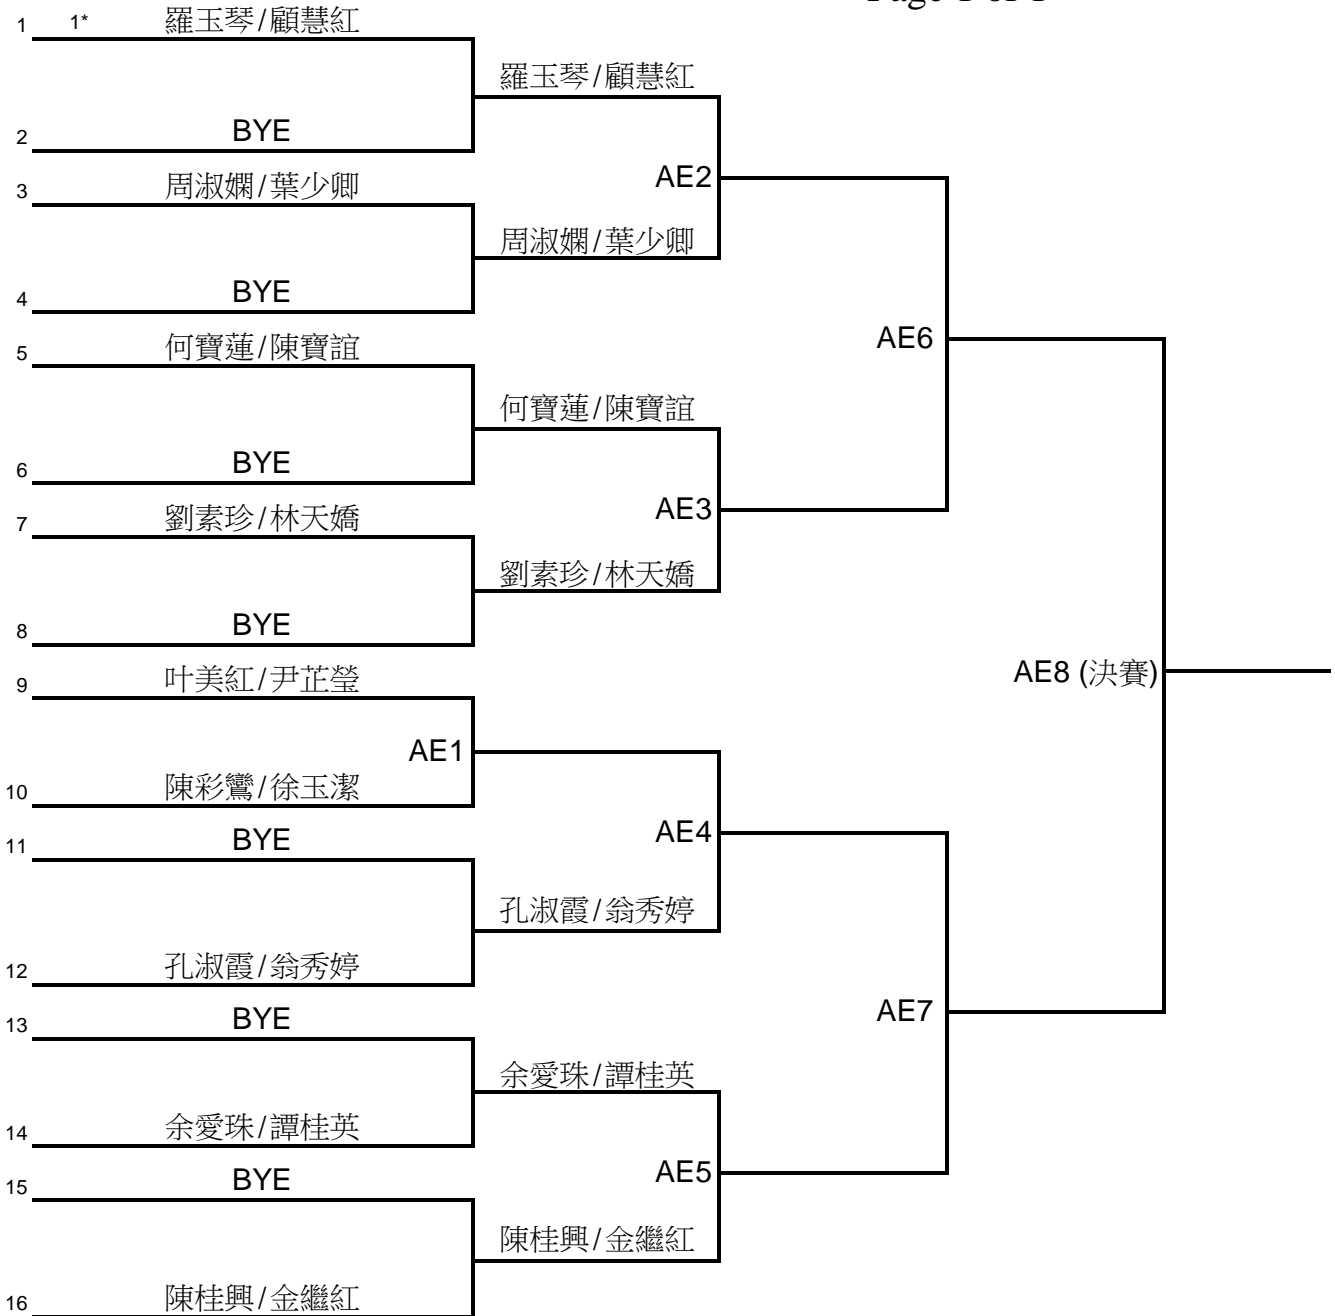 Page 1 of 1
1 1* 羅玉琴/顧慧紅
羅玉琴/顧慧紅
2 BYE
AE2
3 周淑嫻/葉少卿
周淑嫻/葉少卿
4 BYE
AE6
5 何寶蓮/陳寶誼
何寶蓮/陳寶誼
6 BYE
AE3
7 劉素珍/林天嬌
劉素珍/林天嬌
8 BYE
AE8 (決賽)
9 叶美紅/尹芷瑩
AE1
10 陳彩鸞/徐玉潔
AE4
11 BYE
孔淑霞/翁秀婷
12 孔淑霞/翁秀婷
AE7
13 BYE
余愛珠/譚桂英
14 余愛珠/譚桂英
AE5
15 BYE
陳桂興/金繼紅
16 陳桂興/金繼紅